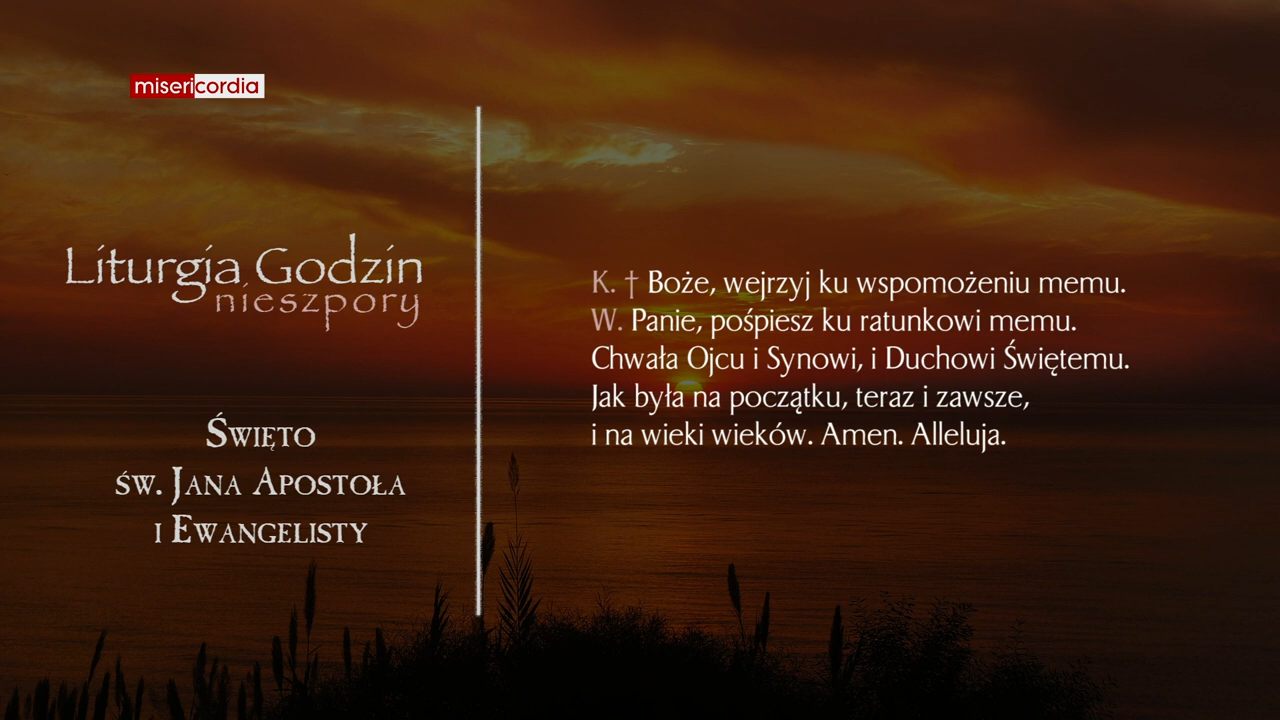 misericordia
Liturgia Godzin
nieszpory
Święto
św. Jana Apostoła
i Ewangelisty
K. † Boże, wejrzyj ku wspomożeniu memu.
W. Panie, pośpiesz ku ratunkowi memu.
Chwała Ojcu i Synowi, i Duchowi Świętemu.
Jak była na początku, teraz i zawsze,
i na wieki wieków. Amen. Alleluja.